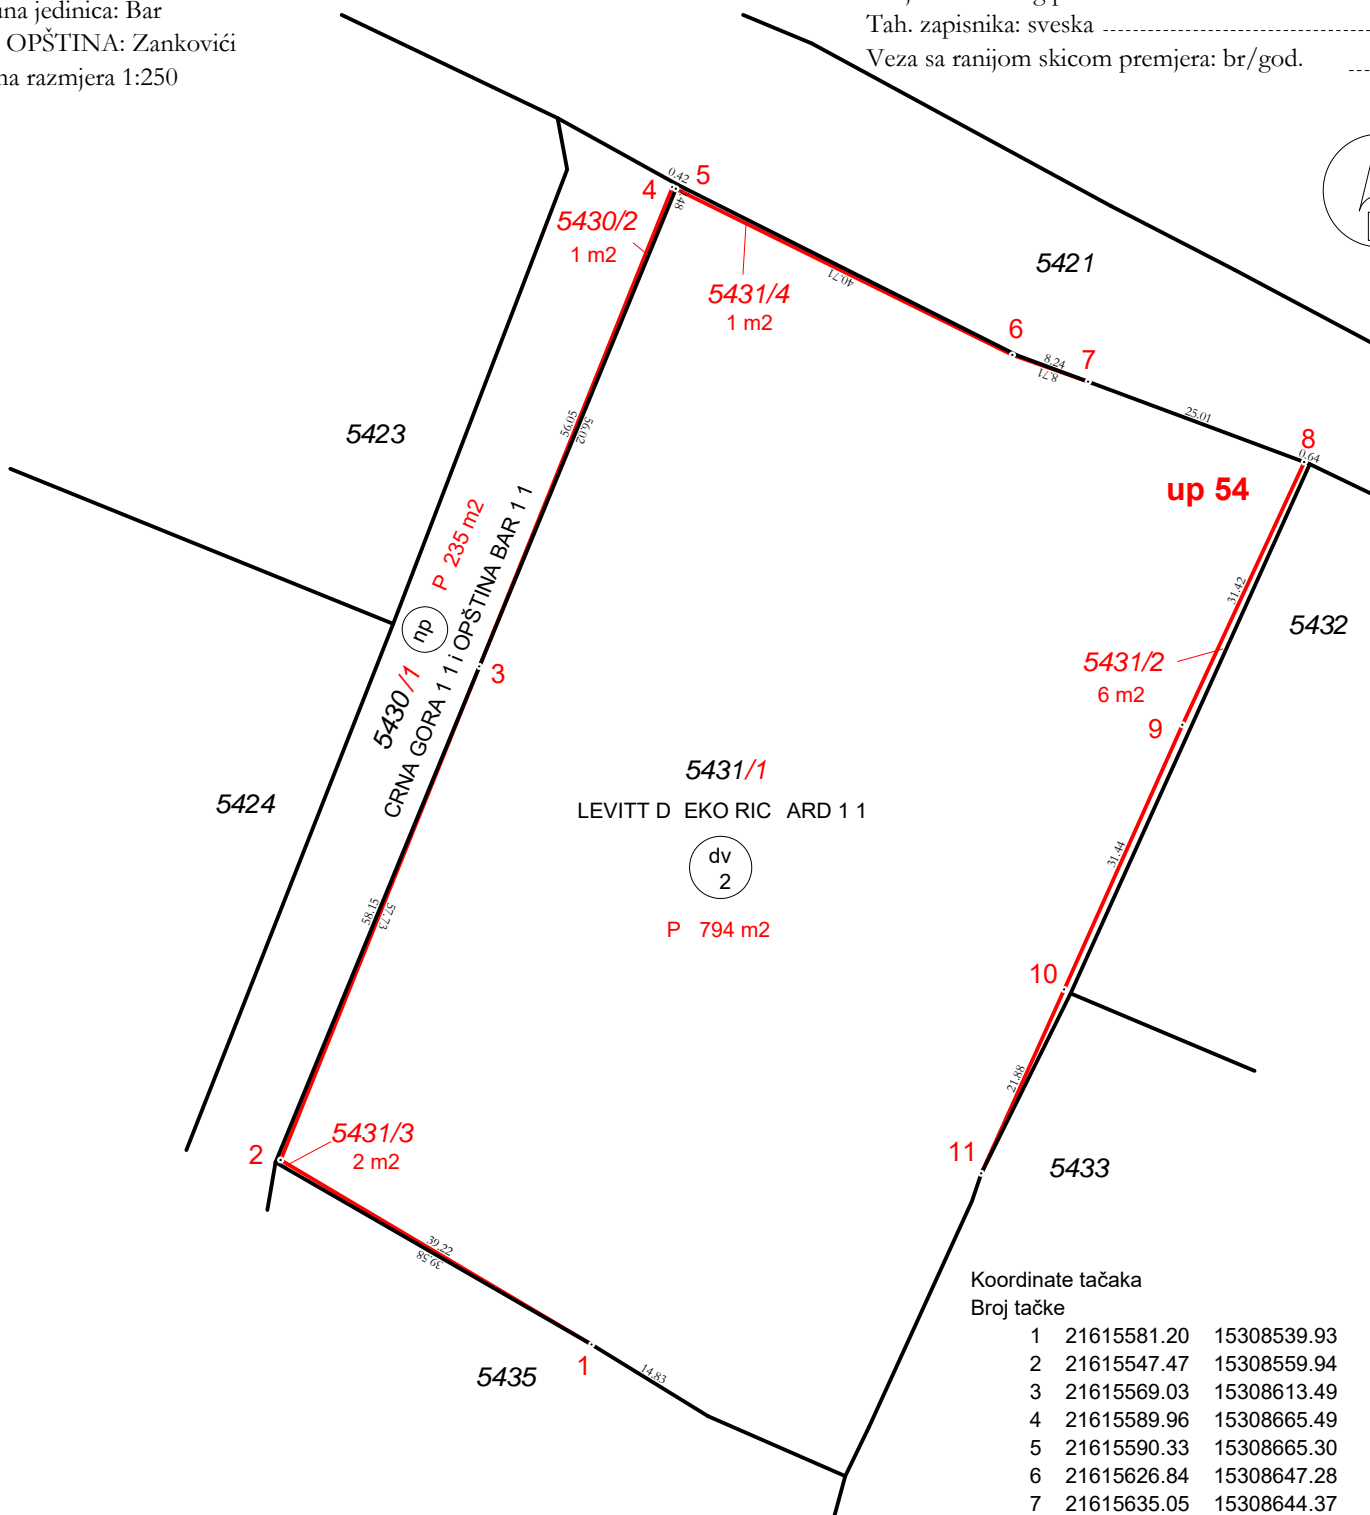 jedinica: Bar
OPŠTINA: Zankovići
razmjera 1:250
Tah. zapisnika: sveska
Veza sa ranijom skicom premjera: br/god.
0.42
5
4
.48
5430/2
1 m2
5431/4
1 m2
40.71
5421
6
8.24
7
8.71
25.01
8
0.64
up 54
5423
56.05
56.02
P 235 m2
np
5430/1
CRNA GORA 1 1 i OPŠTINA BAR 1 1
3
31.42
5432
5431/2
6 m2
9
5431/1
LEVITT D EKO RIC ARD 1 1
dv
2
P 794 m2
5424
31.44
58.15
57.73
10
21.88
11
5433
2
5431/3
2 m2
39.22
39.58
1
14.83
5435
Koordinate tačaka
Broj tačke
1 21615581.20 15308539.93
2 21615547.47 15308559.94
3 21615569.03 15308613.49
4 21615589.96 15308665.49
5 21615590.33 15308665.30
6 21615626.84 15308647.28
7 21615635.05 15308644.37